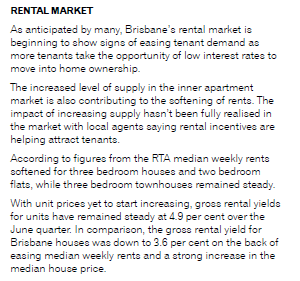 RENTAL MARKET
As anticipated by many, Brisbane's rental market is
beginning to show signs of easing tenant demand as
more tenants take the opportunity of low interest rates to
move into home ownership.
The increased level of supply in the inner apartment
market is also contributing to the softening of rents. The
impact of increasing supply hasn't been fully realised in
the market with local agents saying rental incentives are
helping attract tenants.
According to figures from the RTA median weekly rents
softened for three bedroom houses and two bedroom
flats, while three bedroom townhouses remained steady.
With unit prices yet to start increasing, gross rental yields
for units have remained steady at 4.9 per cent over the
June quarter. In comparison, the gross rental yield for
Brisbane houses was down to 3.6 per cent on the back of
easing median weekly rents and a strong increase in the
median house price.